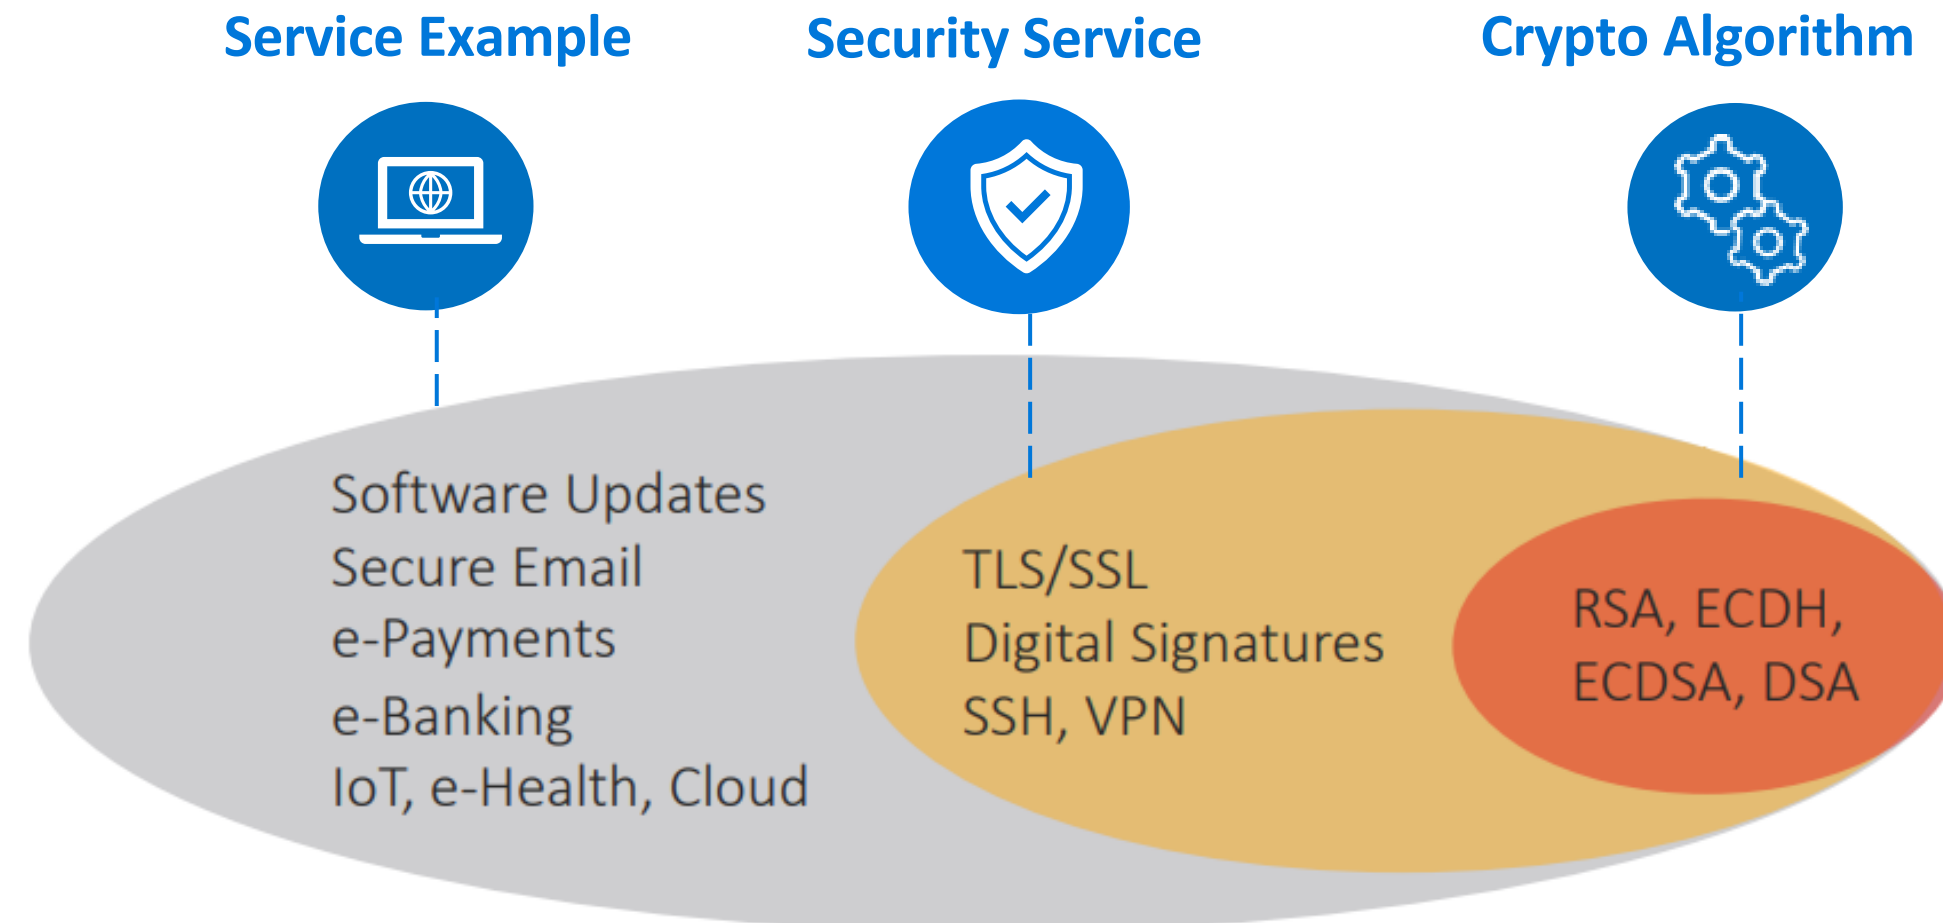 Service Example
Security Service
Crypto Algorithm
Software Updates
Secure Email
e-Payments
e-Banking
IoT, e-Health, Cloud
TLS/SSL
Digital Signatures
SSH, VPN
RSA, ECDH,
ECDSA, DSA